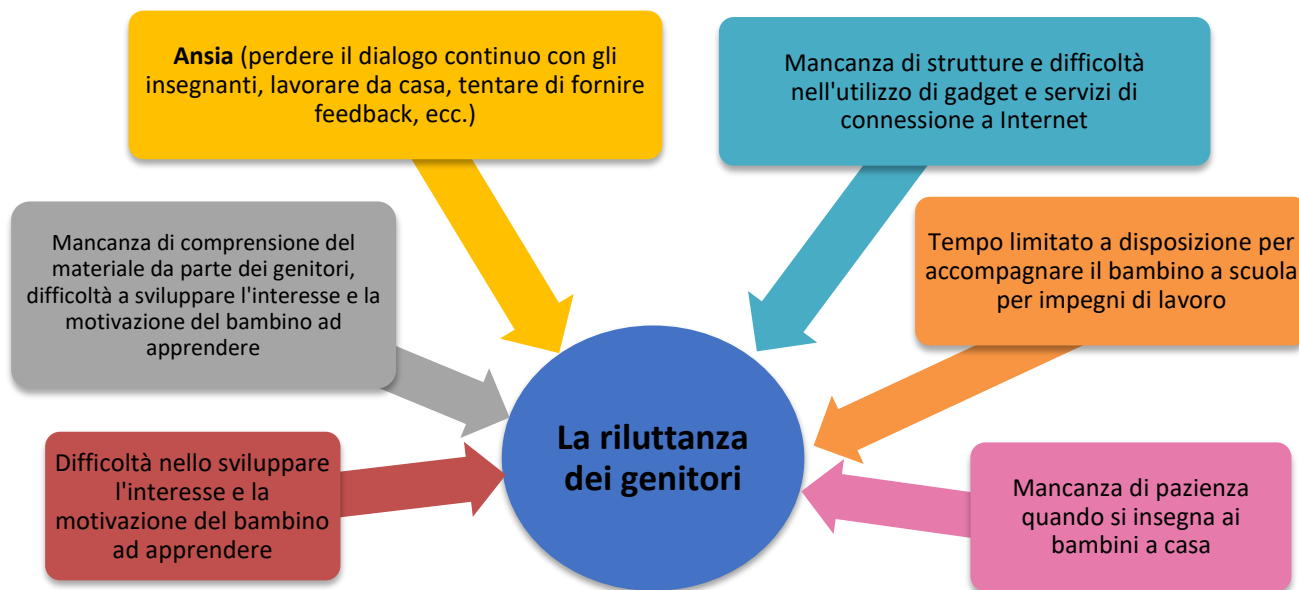 Ansia (perdere il dialogo continuo con gli
insegnanti, lavorare da casa, tentare di fornire
feedback, ecc.)
Mancanza di strutture e difficoltà
nell'utilizzo di gadget e servizi di
connessione a Internet
Mancanza di comprensione del
materiale da parte dei genitori,
difficoltà a sviluppare l'interesse e la
motivazione del bambino ad
apprendere
Tempo limitato a disposizione per
accompagnare il bambino a scuola
per impegni di lavoro
La riluttanza
dei genitori
Difficoltà nello sviluppare
l'interesse e la
motivazione del bambino
ad apprendere
Mancanza di pazienza
quando si insegna ai
bambini a casa